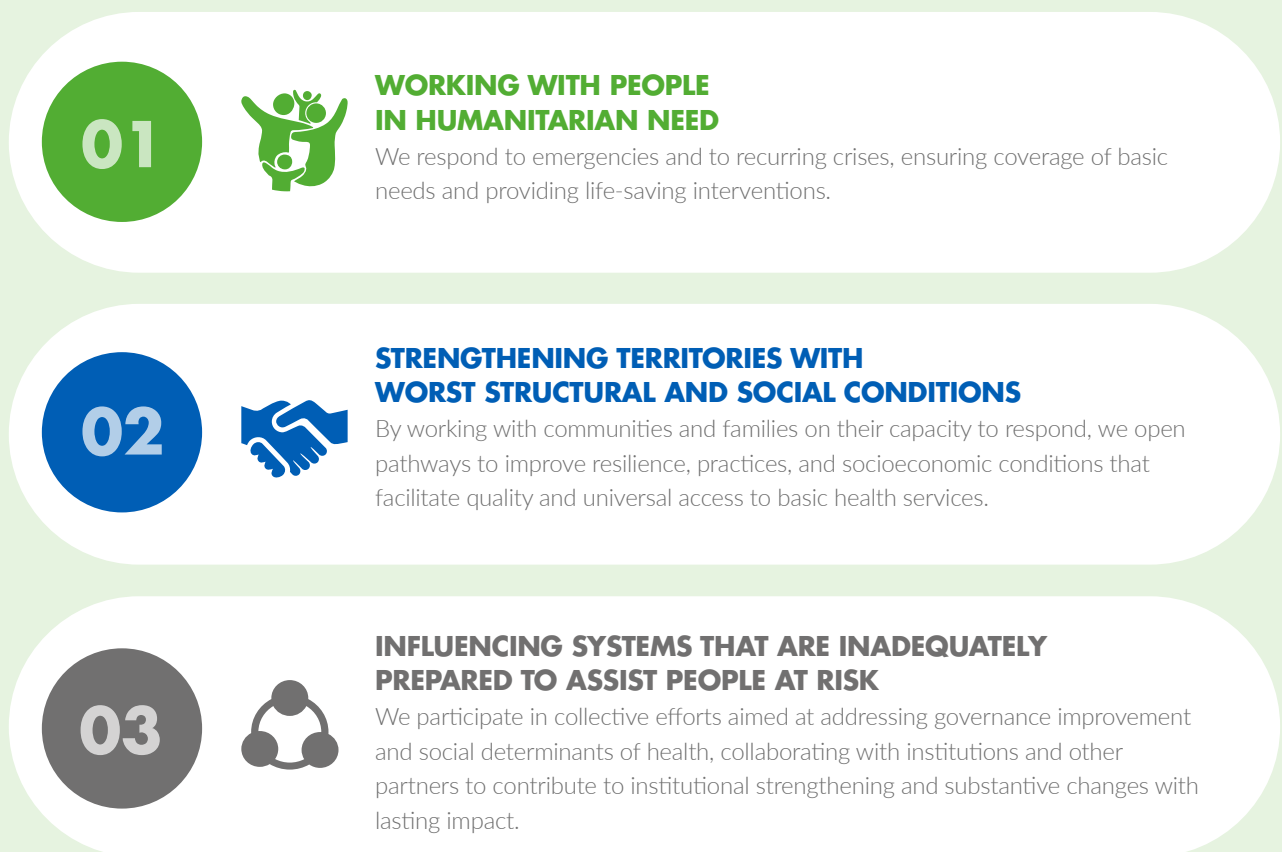 01
WORKING WITH PEOPLE
IN HUMANITARIAN NEED
We respond to emergencies and to recurring crises, ensuring coverage of basic
needs and providing life-saving interventions.
02
STRENGTHENING TERRITORIES WITH
WORST STRUCTURAL AND SOCIAL CONDITIONS
By working with communities and families on their capacity to respond, we open
pathways to improve resilience, practices, and socioeconomic conditions that
facilitate quality and universal access to basic health services.
03
INFLUENCING SYSTEMS THAT ARE INADEQUATELY
PREPARED TO ASSIST PEOPLE AT RISK
We participate in collective efforts aimed at addressing governance improvement
and social determinants of health, collaborating with institutions and other
partners to contribute to institutional strengthening and substantive changes with
lasting impact.